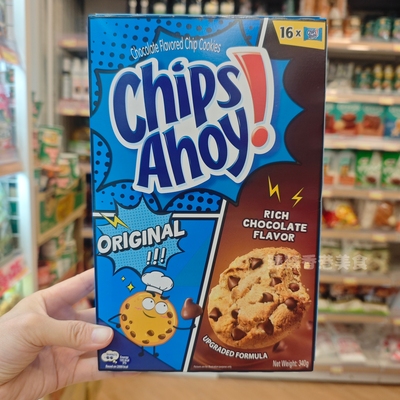 Chocolate Flavored Chip Cookies
16 x
Chips
Ahoy!
ORIGINAL
!!!
RICH
CHOCOLATE
FLAVOR
UPGRADED FORMULA
Net Weight: 340g